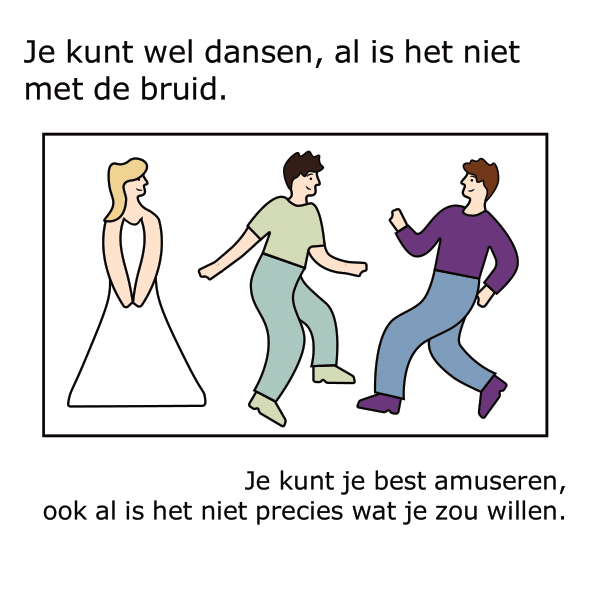 Je kunt wel dansen, al is het niet
met de bruid.
Je kunt je best amuseren,
ook al is het niet precies wat je zou willen.